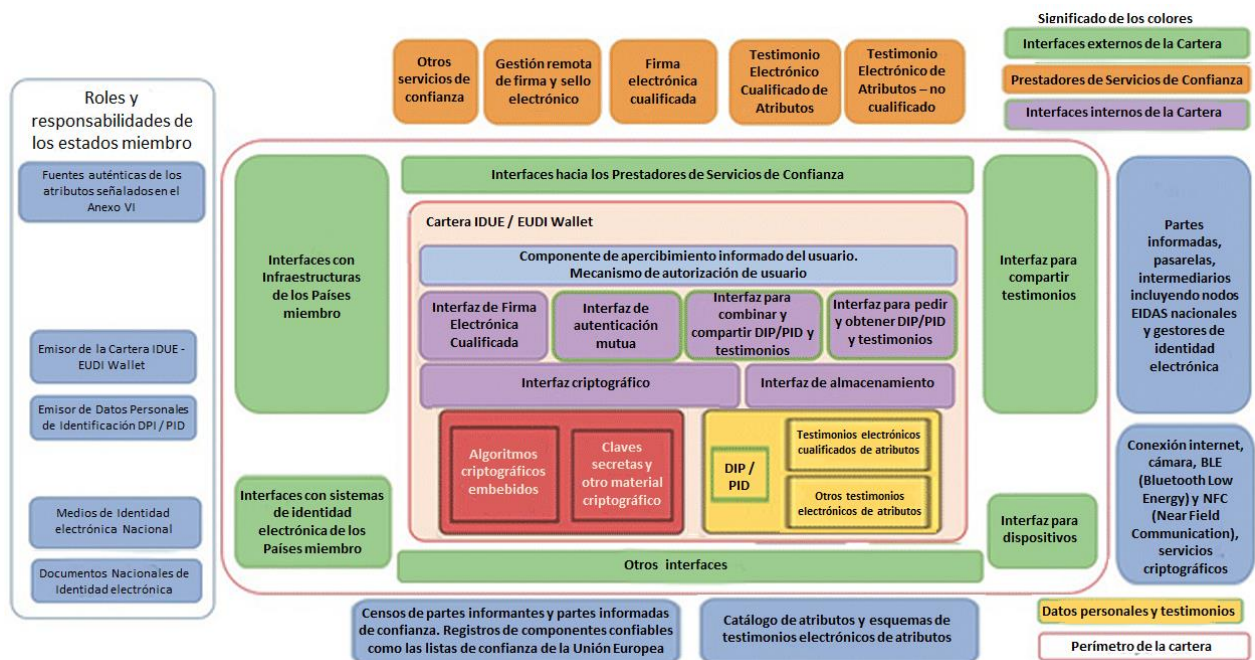 Significado de los colores
Interfaces externos de la Cartera
Prestadores de Servicios de Confianza
Interfaces internos de la Cartera
Otros
servicios de
confianza
Gestión remota
de firma y sello
electrónico
Firma
electrónica
cualificada
Testimonio
Electrónico
Cualificado de
Atributos
Testimonio
Electrónico de
Atributos – no
cualificado
Roles y
responsabilidades de
los estados miembro
Fuentes auténticas de los
atributos señalados en el
Anexo VI
Emisor de la Cartera IDUE -
EUDI Wallet
Emisor de Datos Personales
de Identificación DPI / PID
Medios de Identidad
electrónica Nacional
Documentos Nacionales de
Identidad electrónica
Interfaces con
Infraestructuras
de los Países
miembro
Interfaces con sistemas
de identidad
electrónica de los
Países miembro
Interfaces hacia los Prestadores de Servicios de Confianza
Cartera IDUE / EUDI Wallet
Componente de apercibimiento informado del usuario.
Mecanismo de autorización de usuario
Interfaz de Firma
Electrónica
Cualificada
Interfaz de
autenticación
mutua
Interfaz para
combinar y
compartir DIP/PID y
testimonios
Interfaz para pedir
y obtener DIP/PID
y testimonios
Interfaz criptográfico
Interfaz de almacenamiento
Algoritmos
criptográficos
embebidos
Claves
secretas y
otro material
criptográfico
DIP /
PID
Testimonios electrónicos
cualificados de atributos
Otros testimonios
electrónicos de atributos
Otros interfaces
Interfaz para
compartir
testimonios
Interfaz para
dispositivos
Partes
informadas,
pasarelas,
intermediarios
incluyendo nodos
EIDAS nacionales
y gestores de
identidad
electrónica
Conexión internet,
cámara, BLE
(Bluetooth Low
Energy) y NFC
(Near Field
Communication),
servicios
criptográficos
Censos de partes informantes y partes informadas
de confianza. Registros de componentes confiables
como las listas de confianza de la Unión Europea
Catálogo de atributos y esquemas de
testimonios electrónicos de atributos
Datos personales y testimonios
Perímetro de la cartera